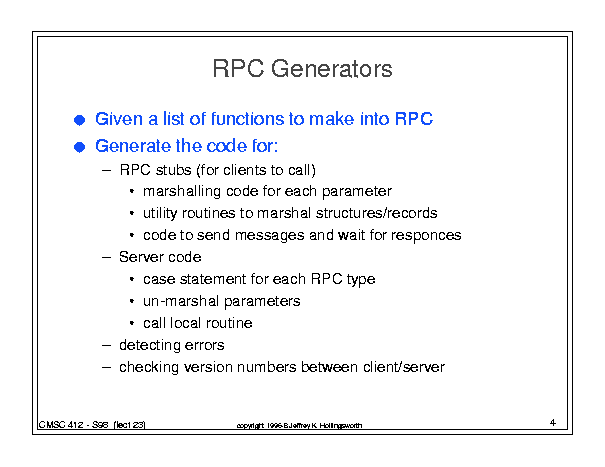 RPC Generators
● Given a list of functions to make into RPC
● Generate the code for:
– RPC stubs (for clients to call)
• marshalling code for each parameter
• utility routines to marshal structures/records
• code to send messages and wait for responces
– Server code
• case statement for each RPC type
• un-marshal parameters
• call local routine
– detecting errors
– checking version numbers between client/server
CMSC 412 - S98 (lect 23)
copyright 1996-8 Jeffrey K. Hollingsworth
4